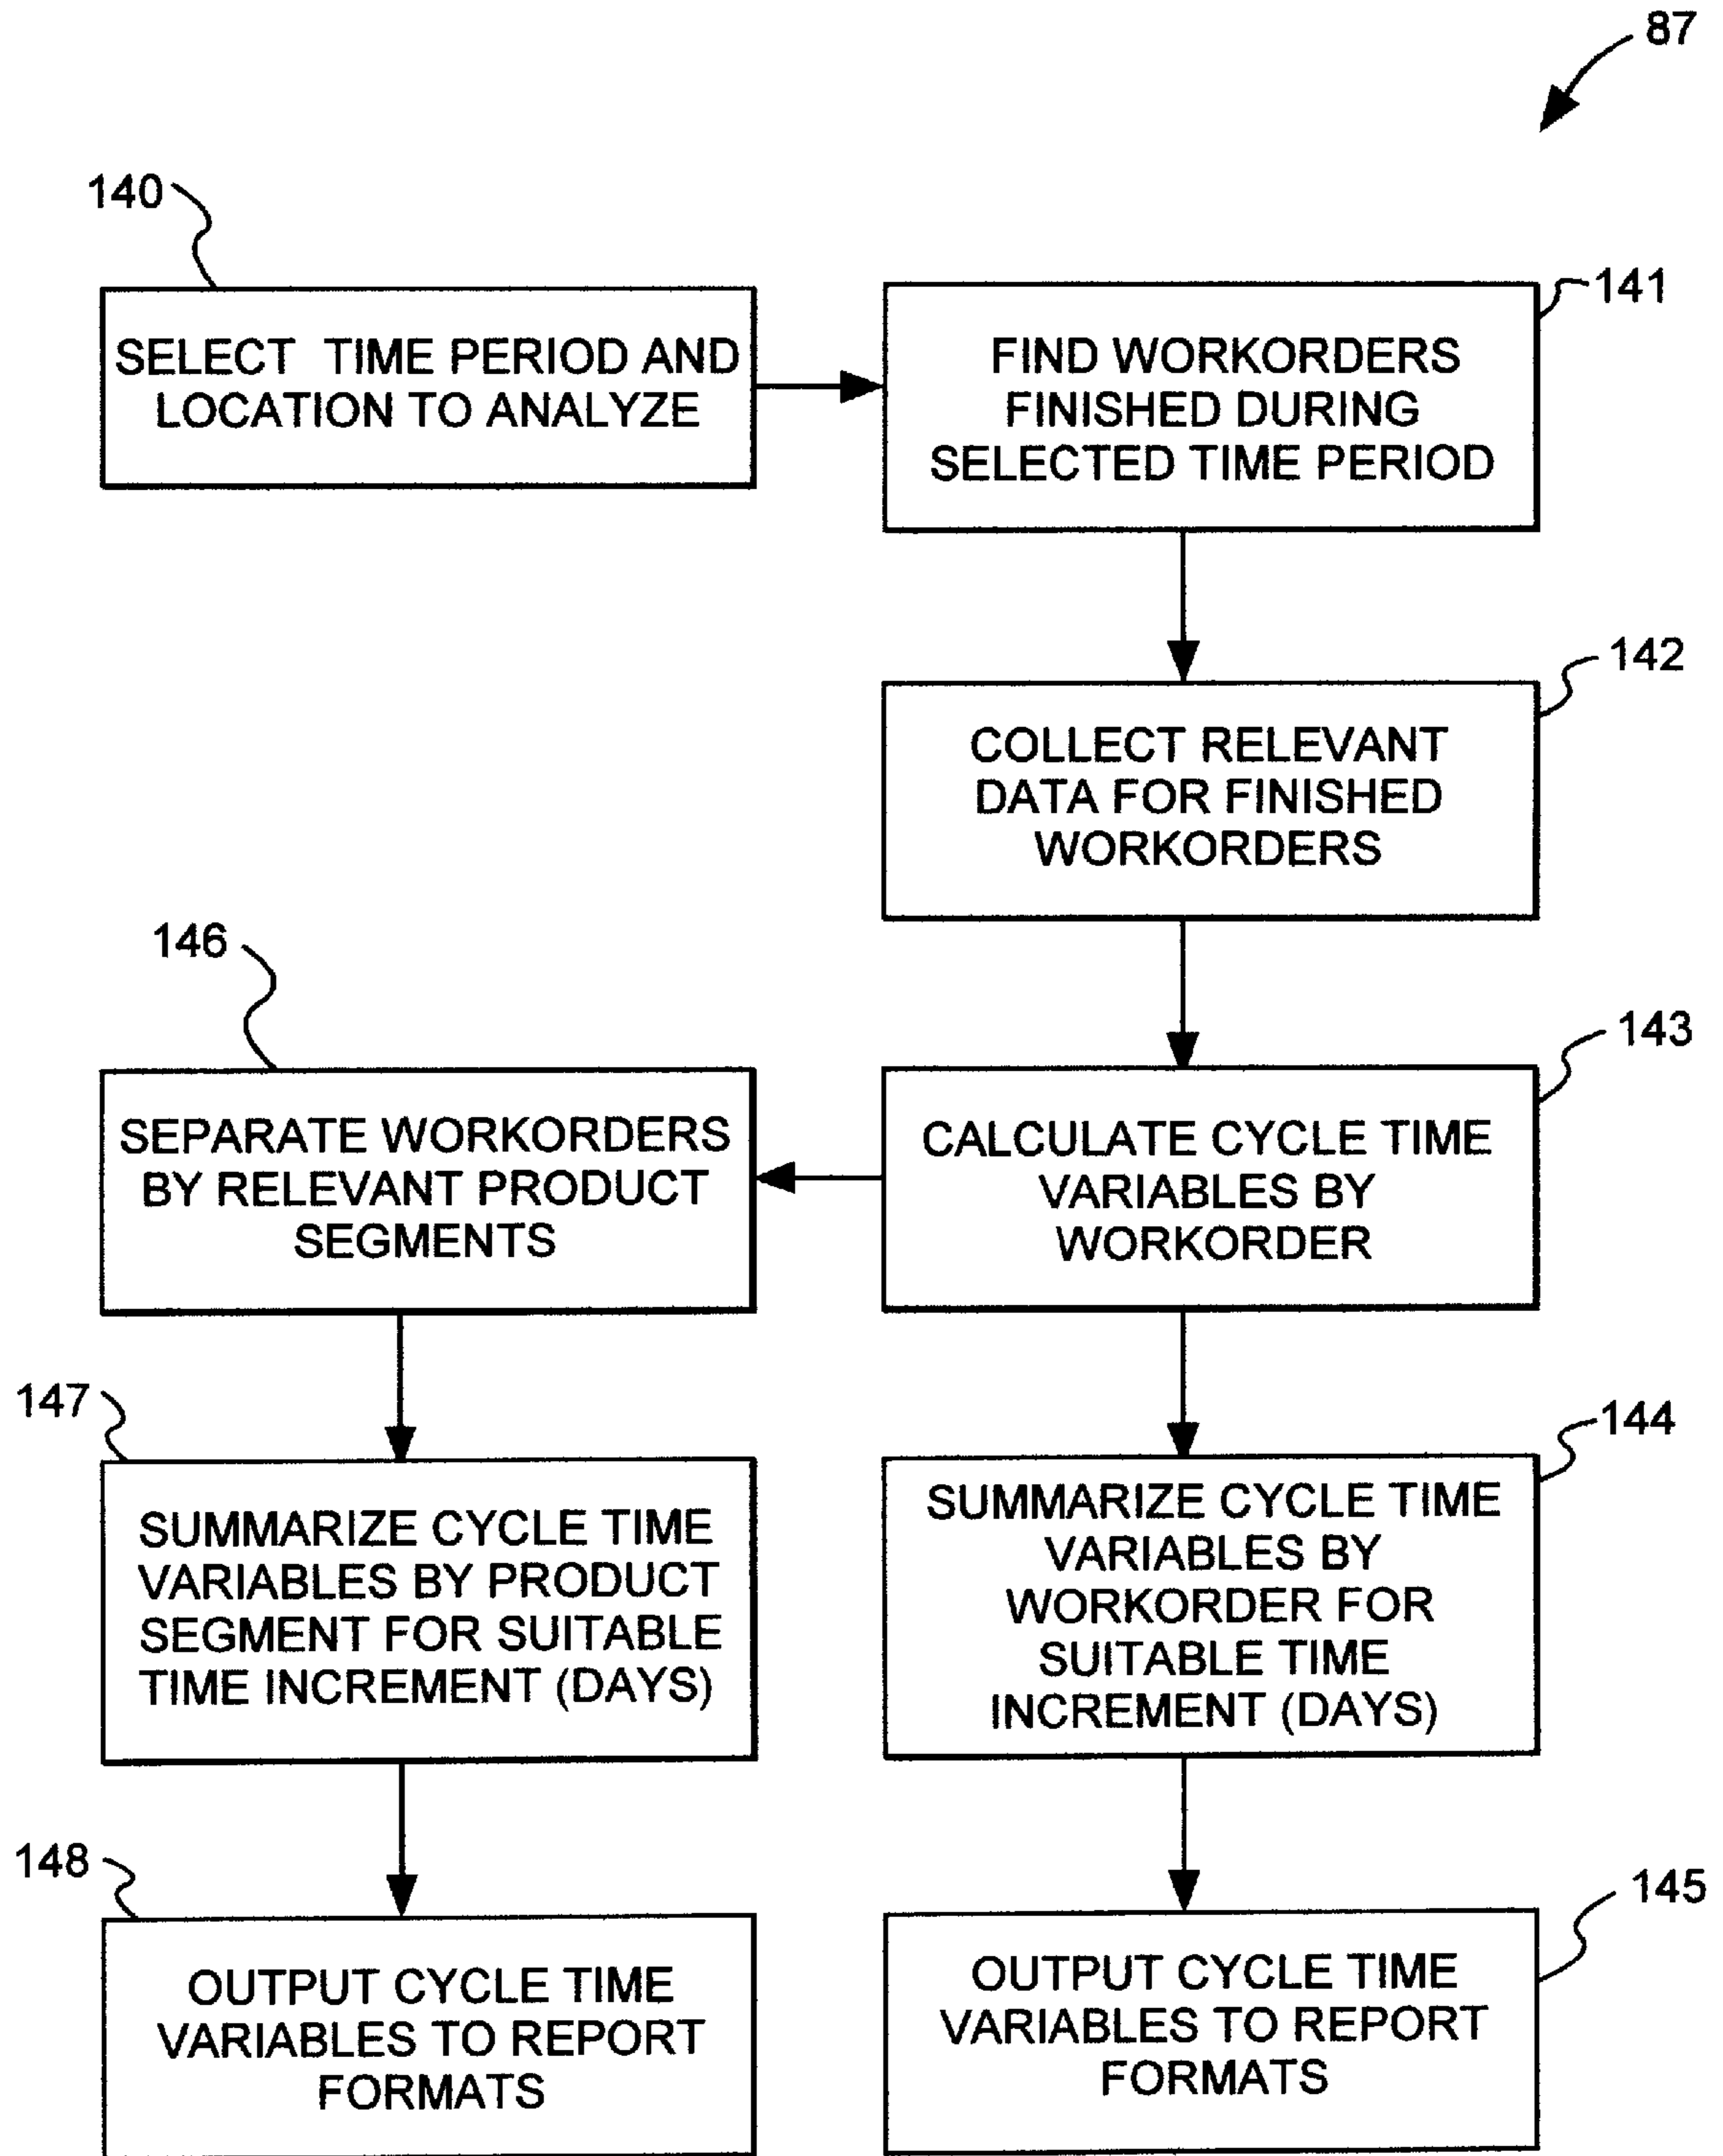 87
140
SELECT TIME PERIOD AND
LOCATION TO ANALYZE
141
FIND WORKORDERS
FINISHED DURING
SELECTED TIME PERIOD
142
COLLECT RELEVANT
DATA FOR FINISHED
WORKORDERS
143
CALCULATE CYCLE TIME
VARIABLES BY
WORKORDER
146
SEPARATE WORKORDERS
BY RELEVANT PRODUCT
SEGMENTS
147
SUMMARIZE CYCLE TIME
VARIABLES BY PRODUCT
SEGMENT FOR SUITABLE
TIME INCREMENT (DAYS)
144
SUMMARIZE CYCLE TIME
VARIABLES BY
WORKORDER FOR
SUITABLE TIME
INCREMENT (DAYS)
148
OUTPUT CYCLE TIME
VARIABLES TO REPORT
FORMATS
145
OUTPUT CYCLE TIME
VARIABLES TO REPORT
FORMATS